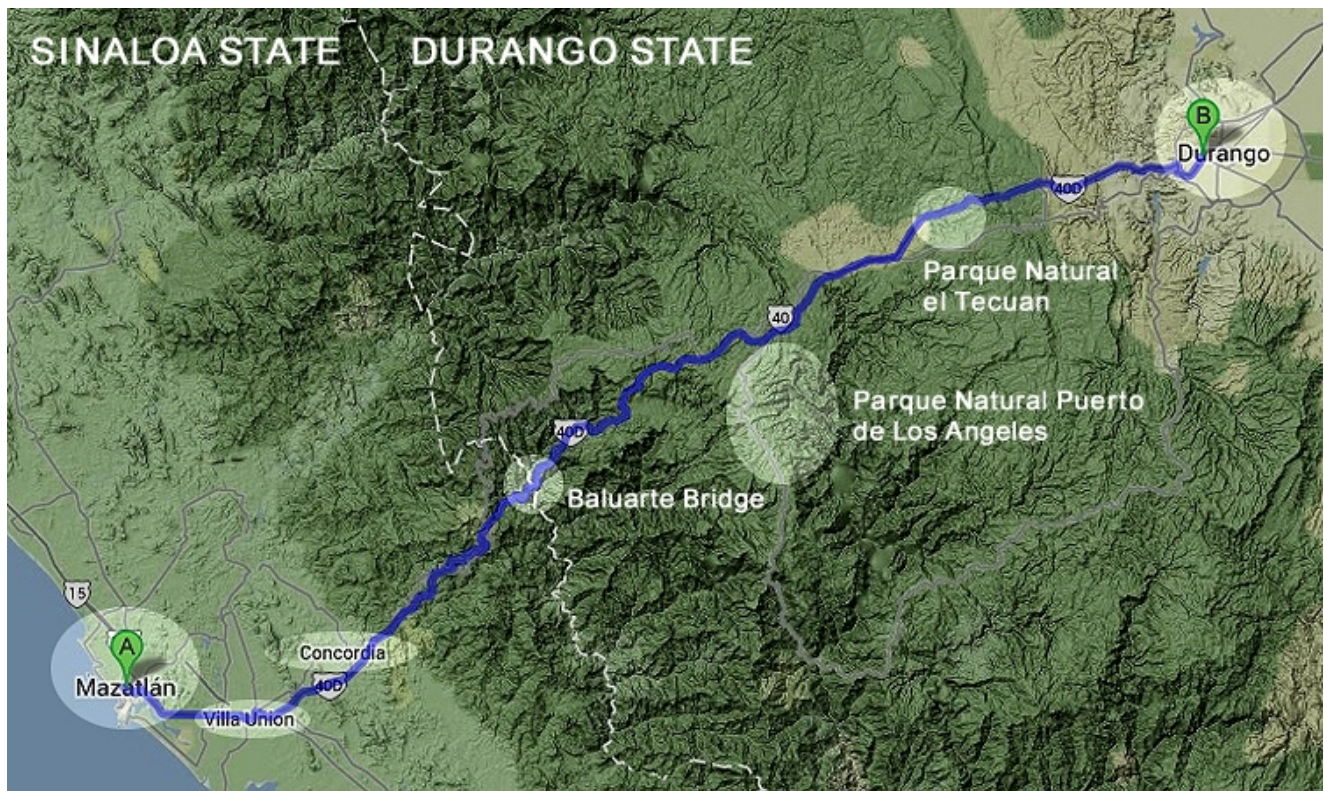 SINALOA STATE
DURANGO STATE
B
Durango
40D
Parque Natural
el Tecuan
40
Parque Natural Puerto
de Los Angeles
40D
Baluarte Bridge
15
A
Mazatlán
Concordia
40D
Villa Union